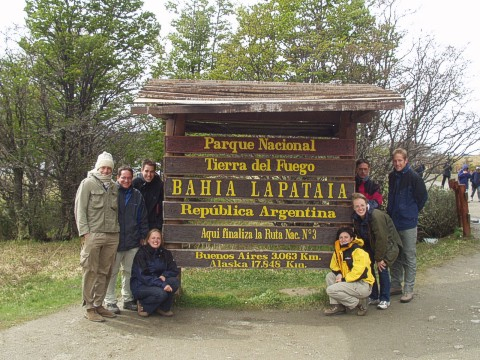 Parque Nacional
Tierra del Fuego
BAHIA LAPATAIA
República Argentina
Aqui finaliza la Ruta Nac. Nº3
Buenos Aires 3.063 Km.
Alaska 17.848 Km.